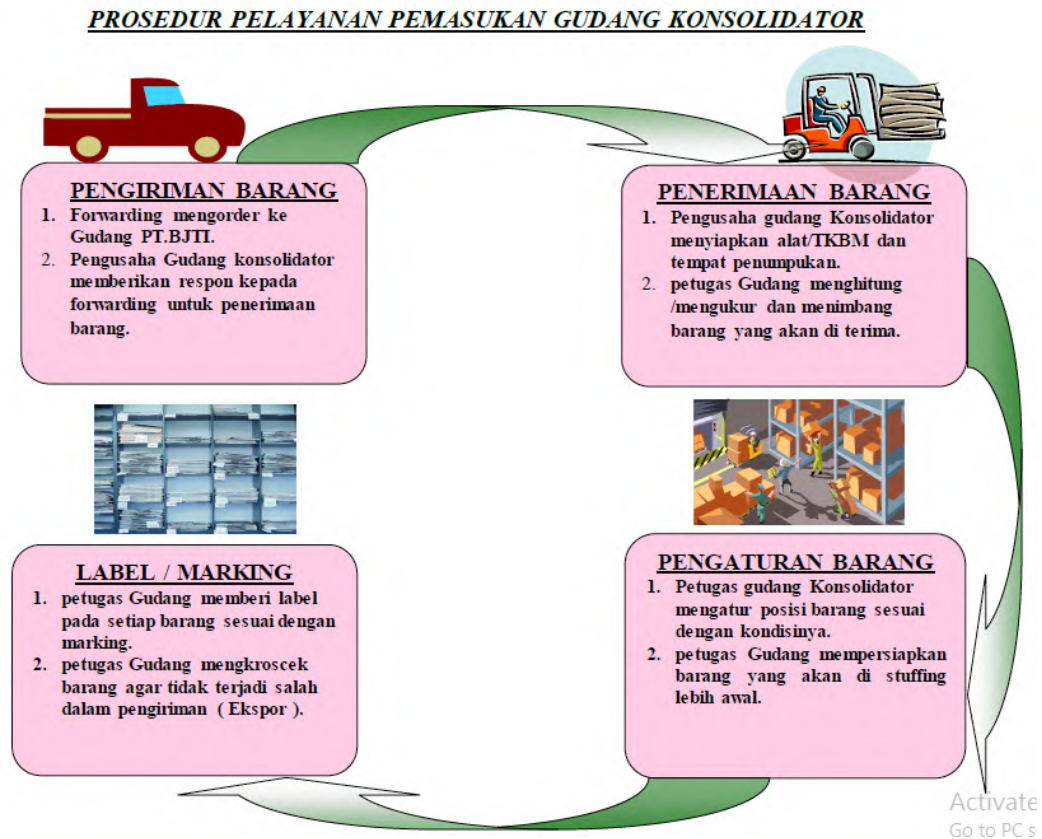 PROSEDUR PELAYANAN PEMASUKAN GUDANG KONSOLIDATOR
PENGIRIMAN BARANG
1. Forwarding mengorder ke
Gudang PT.BJTI.
2. Pengusaha Gudang konsolidator
memberikan respon kepada
forwarding untuk penerimaan
barang.
PENERIMAAN BARANG
1. Pengusaha gudang Konsolidator
menyiapkan alat/TKBM dan
tempat penumpukan.
2. petugas Gudang menghitung
/mengukur dan menimbang
barang yang akan di terima.
PENGATURAN BARANG
1. Petugas gudang Konsolidator
mengatur posisi barang sesuai
dengan kondisinya.
2. petugas Gudang mempersiapkan
barang yang akan di stuffing
lebih awal.
LABEL / MARKING
1. petugas Gudang memberi label
pada setiap barang sesuai dengan
marking.
2. petugas Gudang mengkroscek
barang agar tidak terjadi salah
dalam pengiriman ( Ekspor ).
Activate
Go to PC s